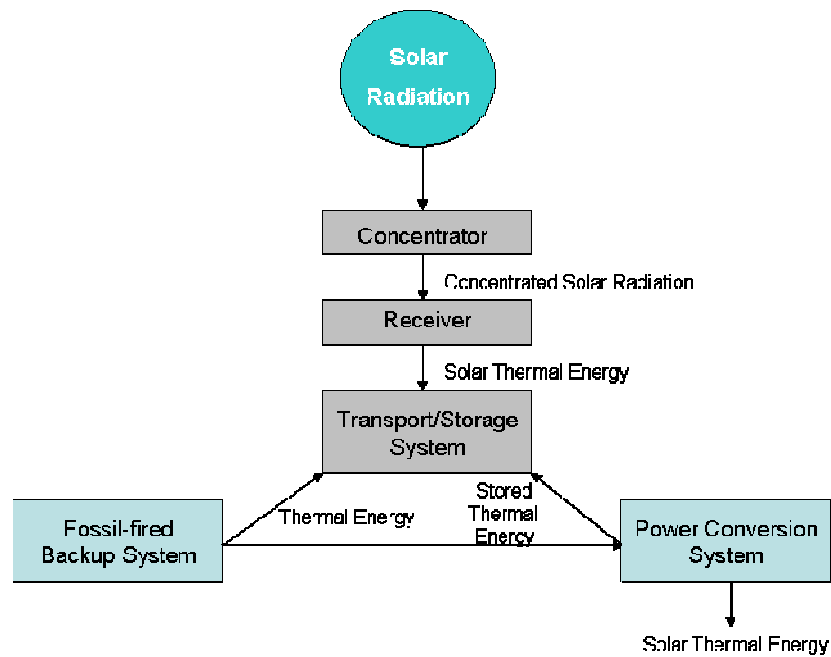 Solar
Radiation
Concentrator
Concentrated Solar Radiation
Receiver
Solar Thermal Energy
Transport/Storage
System
Thermal Energy
Stored
Thermal
Energy
Fossil-fired
Backup System
Power Conversion
System
Solar Thermal Energy